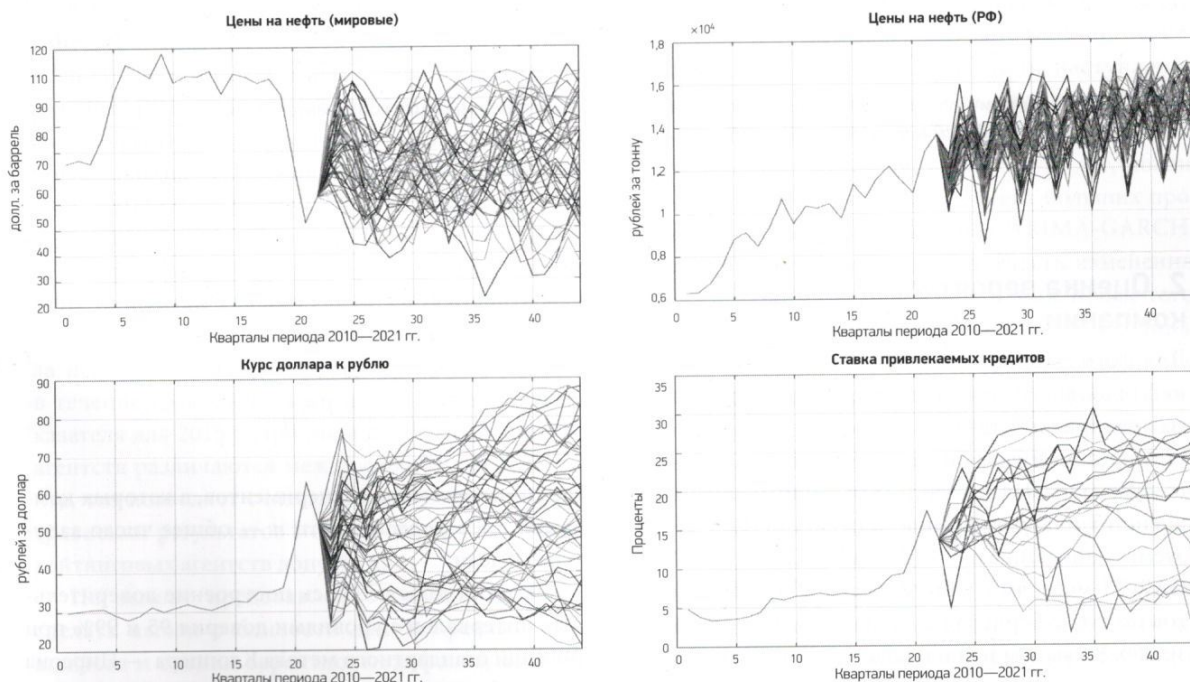 Цены на нефть (мировые)
долл. за баррель
120
110
100
90
80
70
60
50
40
30
20
0 5 10 15 20 25 30 35 40
Кварталы периода 2010—2021 гг.
Цены на нефть (РФ)
×10⁴
рублей за тонну
1,8
1,6
1,4
1,2
1
0,8
0,6
0 5 10 15 20 25 30 35 40
Кварталы периода 2010—2021 гг.
Курс доллара к рублю
рублей за доллар
90
80
70
60
50
40
30
20
0 5 10 15 20 25 30 35 40
Кварталы периода 2010—2021 гг.
Ставка привлекаемых кредитов
Проценты
35
30
25
20
15
10
5
0
0 5 10 15 20 25 30 35 40
Кварталы периода 2010—2021 гг.